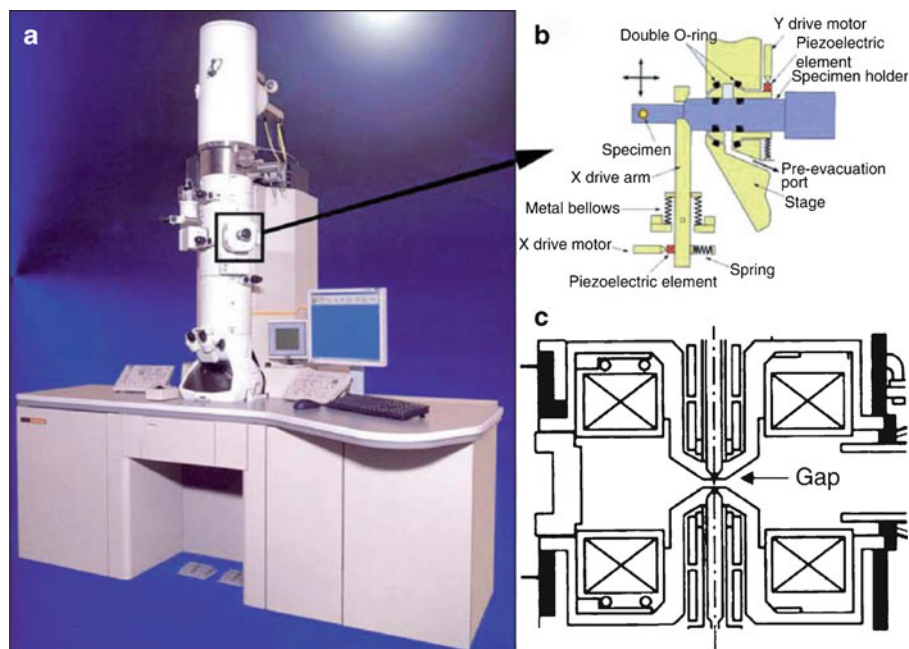 a
b
Double O-ring
Y drive motor
Piezoelectric
element
Specimen holder
Specimen
X drive arm
Pre-evacuation
port
Stage
Metal bellows
X drive motor
Piezoelectric element
Spring
c
Gap